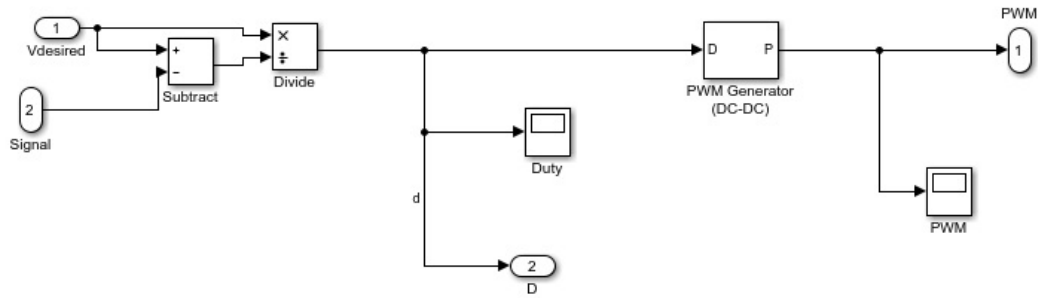 1
Vdesired
+
−
Subtract
2
Signal
×
÷
Divide
d
Duty
2
D
D
P
PWM Generator
(DC-DC)
PWM
1
PWM